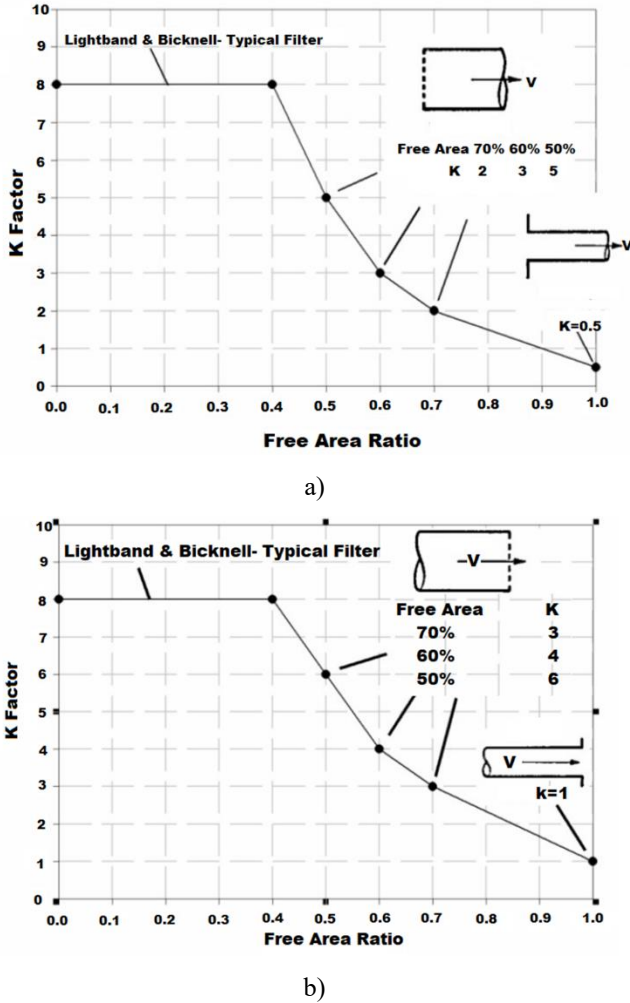 10
Lightband & Bicknell- Typical Filter
9
8
V
7
Free Area 70% 60% 50%
K 2 3 5
6
5
4
V
3
2
K=0.5
1
0
0.0 0.1 0.2 0.3 0.4 0.5 0.6 0.7 0.8 0.9 1.0
K Factor
Free Area Ratio
a)
10
Lightband & Bicknell- Typical Filter
9
–V
8
Free Area K
70% 3
7
60% 4
6
50% 6
5
4
V
3
k=1
2
1
0
0.0 0.1 0.2 0.3 0.4 0.5 0.6 0.7 0.8 0.9 1.0
K Factor
Free Area Ratio
b)